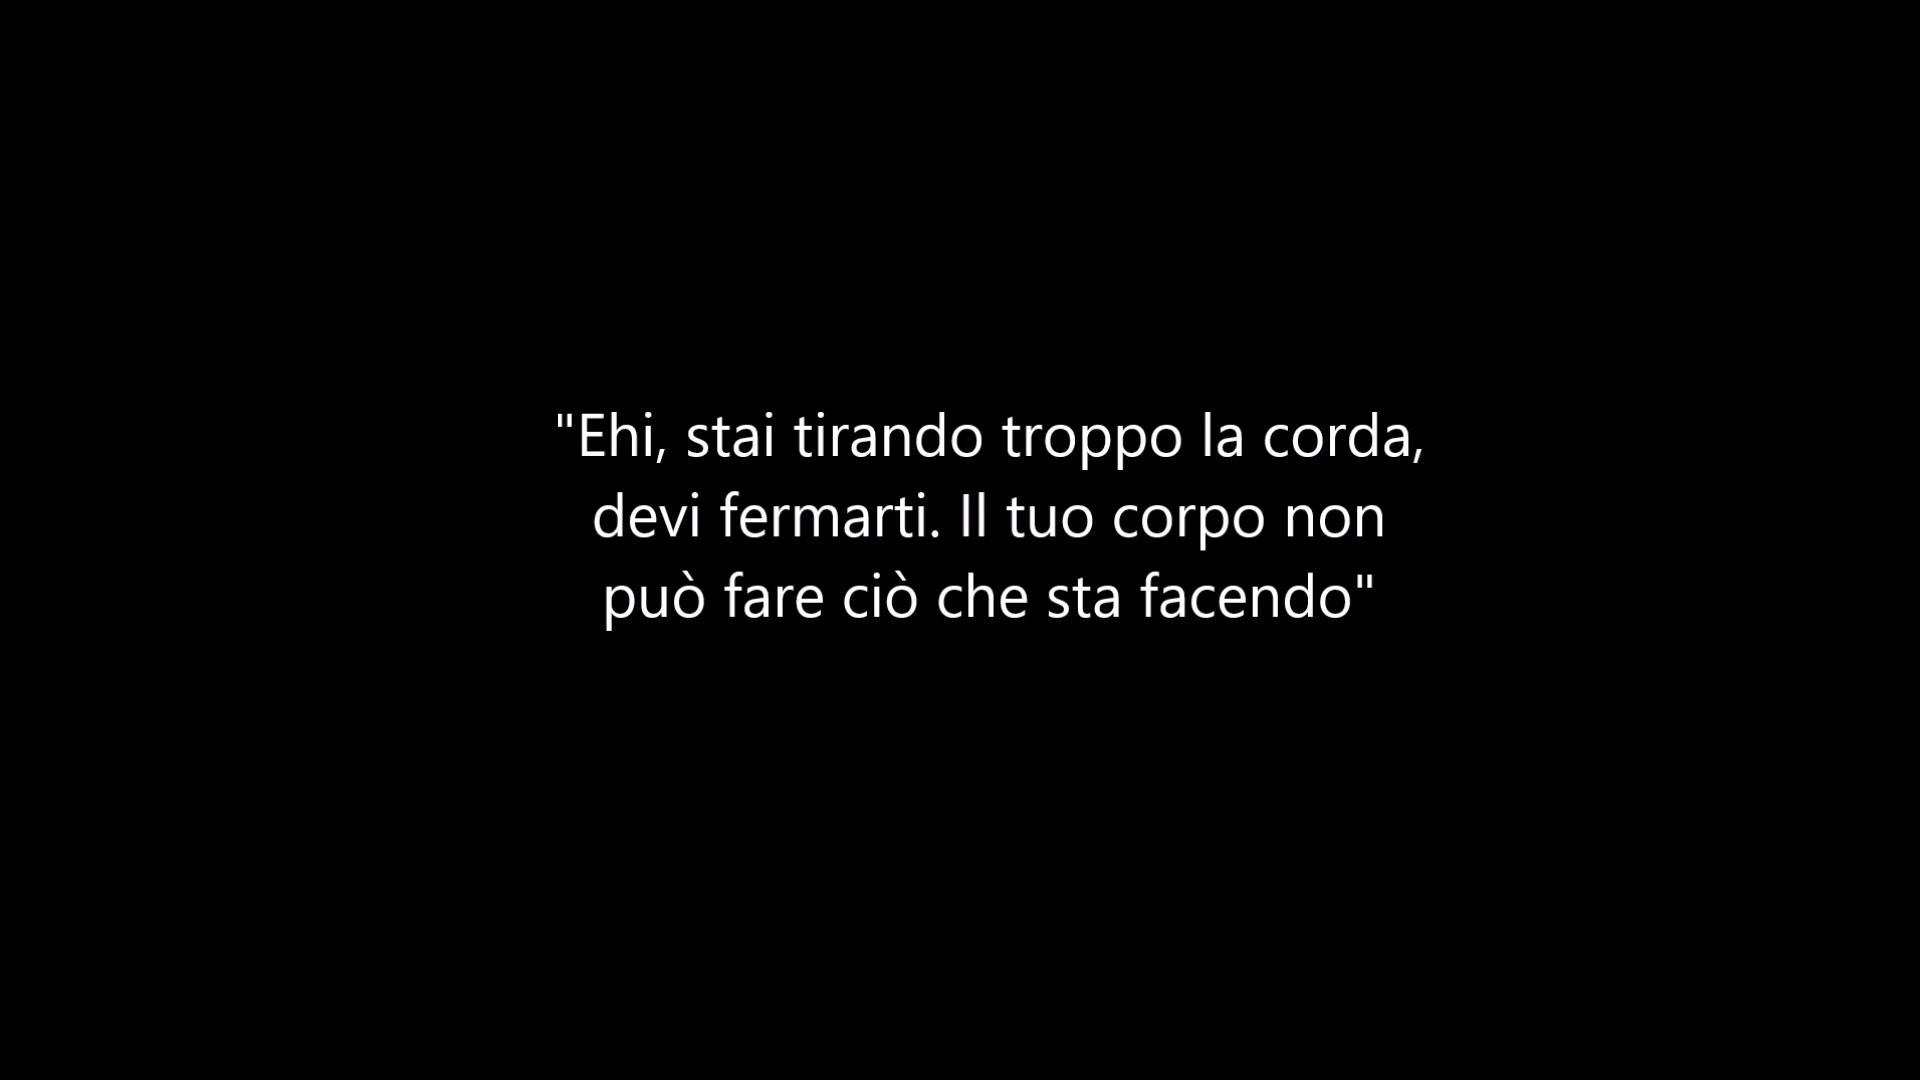 "Ehi, stai tirando troppo la corda,
devi fermarti. Il tuo corpo non
può fare ciò che sta facendo"